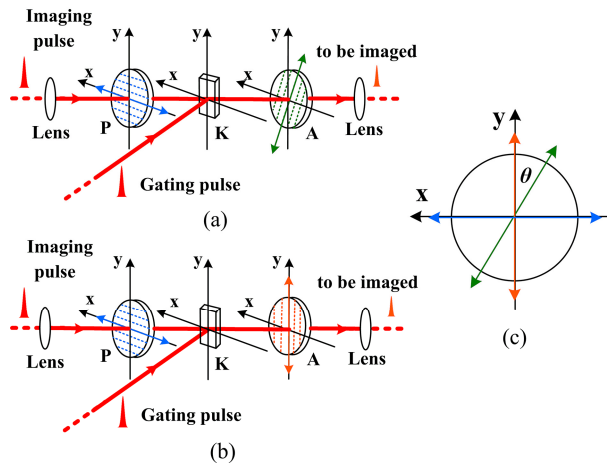 Imaging
pulse
y
y
y
to be imaged
x
x
x
Lens
P
K
A
Lens
Gating pulse
(a)
y
θ
x
(c)
Imaging
pulse
y
y
y
to be imaged
x
x
x
Lens
P
K
A
Lens
Gating pulse
(b)